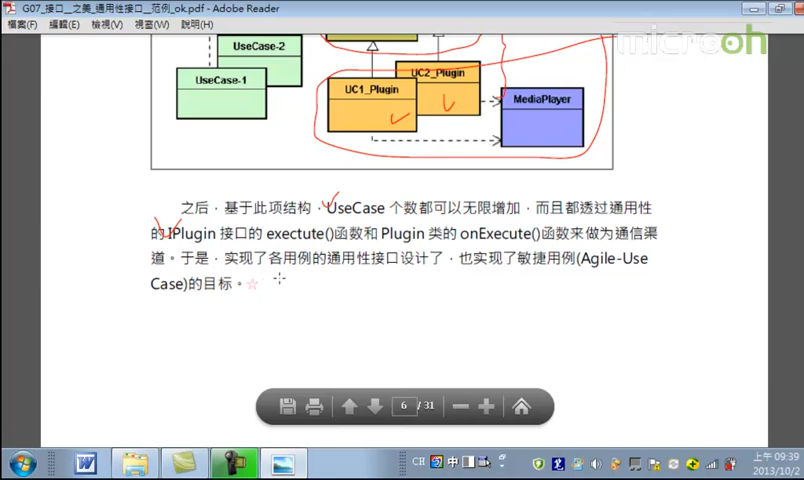 G07_接口__之美_通用性接口__范例_ok.pdf - Adobe Reader
檔案(F) 編輯(E) 檢視(V) 視窗(W) 說明(H)
microoh
UseCase-2
UseCase-1
UC2_Plugin
UC1_Plugin
MediaPlayer
之后，基于此项结构，UseCase 个数都可以无限增加，而且都透过通用性
的 IPlugin 接口的 exectute()函数和 Plugin 类的 onExecute()函数来做为通信渠
道。于是，实现了各用例的通用性接口设计了，也实现了敏捷用例(Agile-Use
Case)的目标。☆
6 / 31
CH 中
上午 09:39
2013/10/2